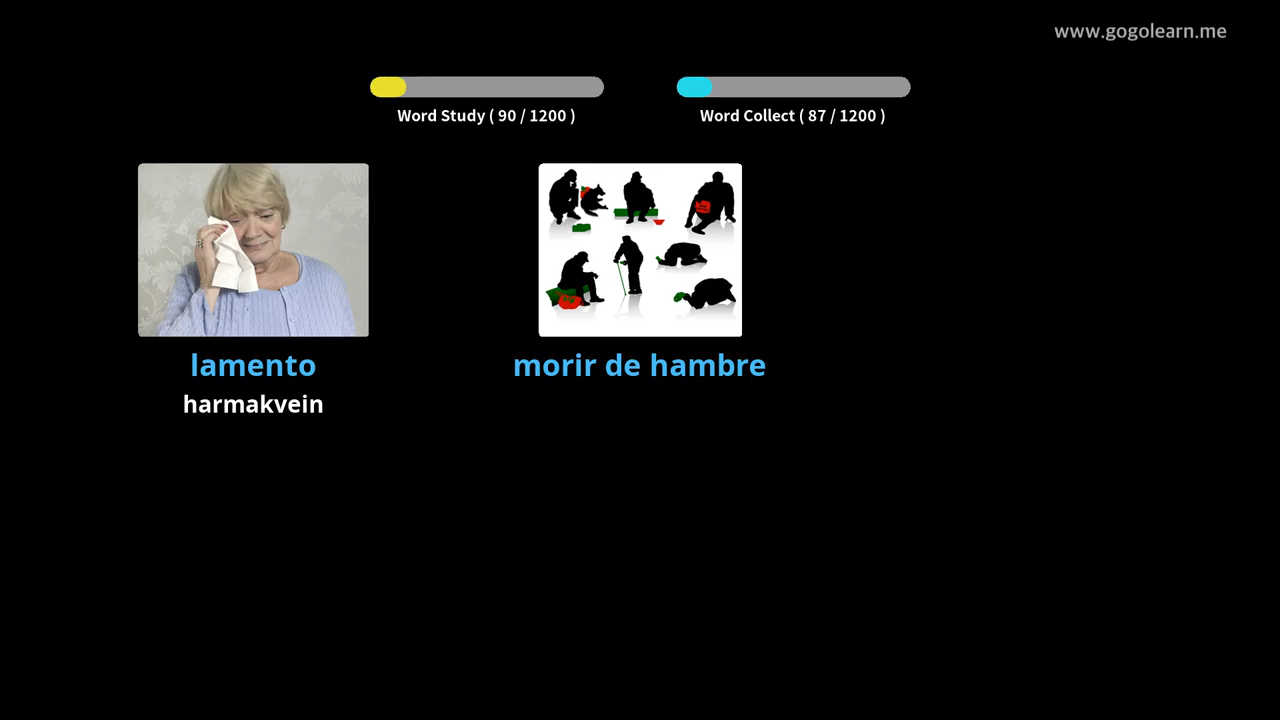 www.gogolearn.me
Word Study ( 90 / 1200 )
Word Collect ( 87 / 1200 )
lamento
harmakvein
morir de hambre